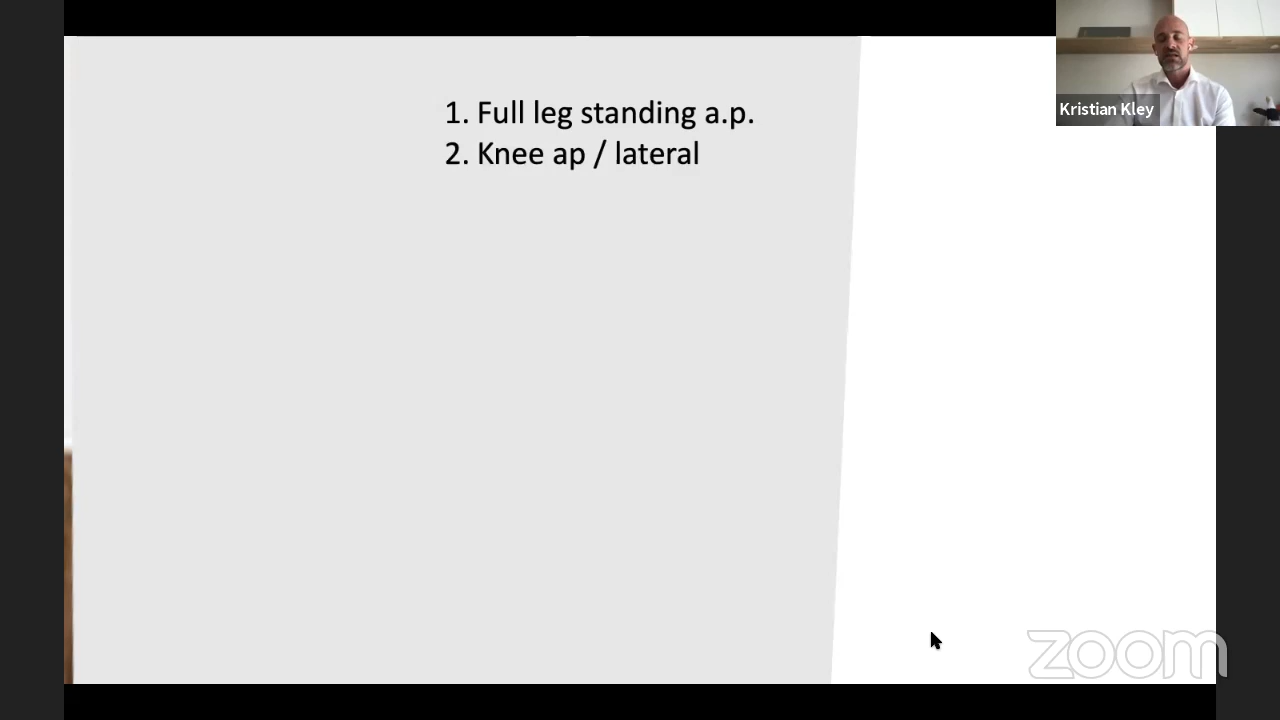 1. Full leg standing a.p.
2. Knee ap / lateral
Kristian Kley
zoom